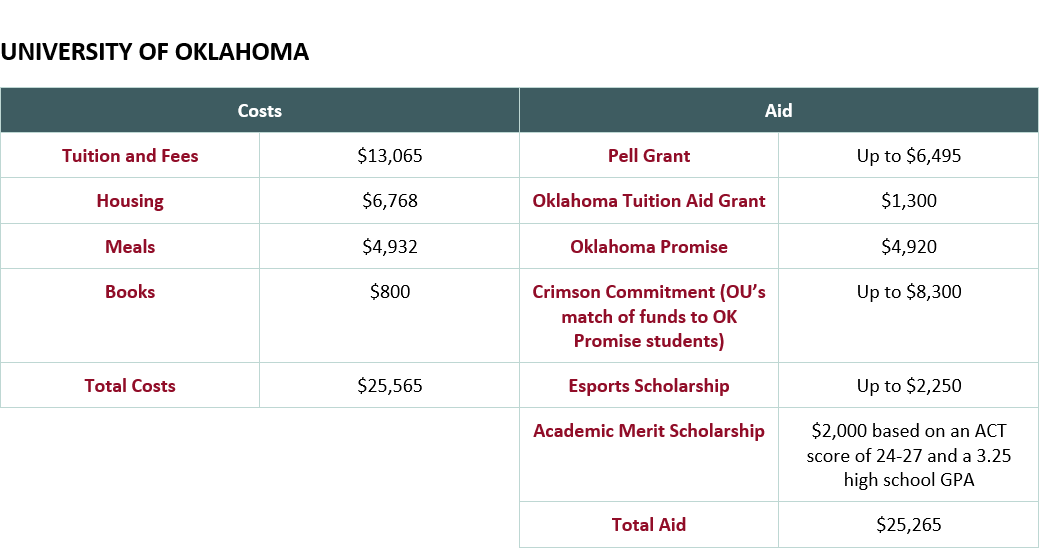 UNIVERSITY OF OKLAHOMA
Costs Aid
Tuition and Fees $13,065 Pell Grant Up to $6,495
Housing $6,768 Oklahoma Tuition Aid Grant $1,300
Meals $4,932 Oklahoma Promise $4,920
Books $800 Crimson Commitment (OU’s Up to $8,300
match of funds to OK
Promise students)
Total Costs $25,565 Esports Scholarship Up to $2,250
Academic Merit Scholarship $2,000 based on an ACT
score of 24-27 and a 3.25
high school GPA
Total Aid $25,265